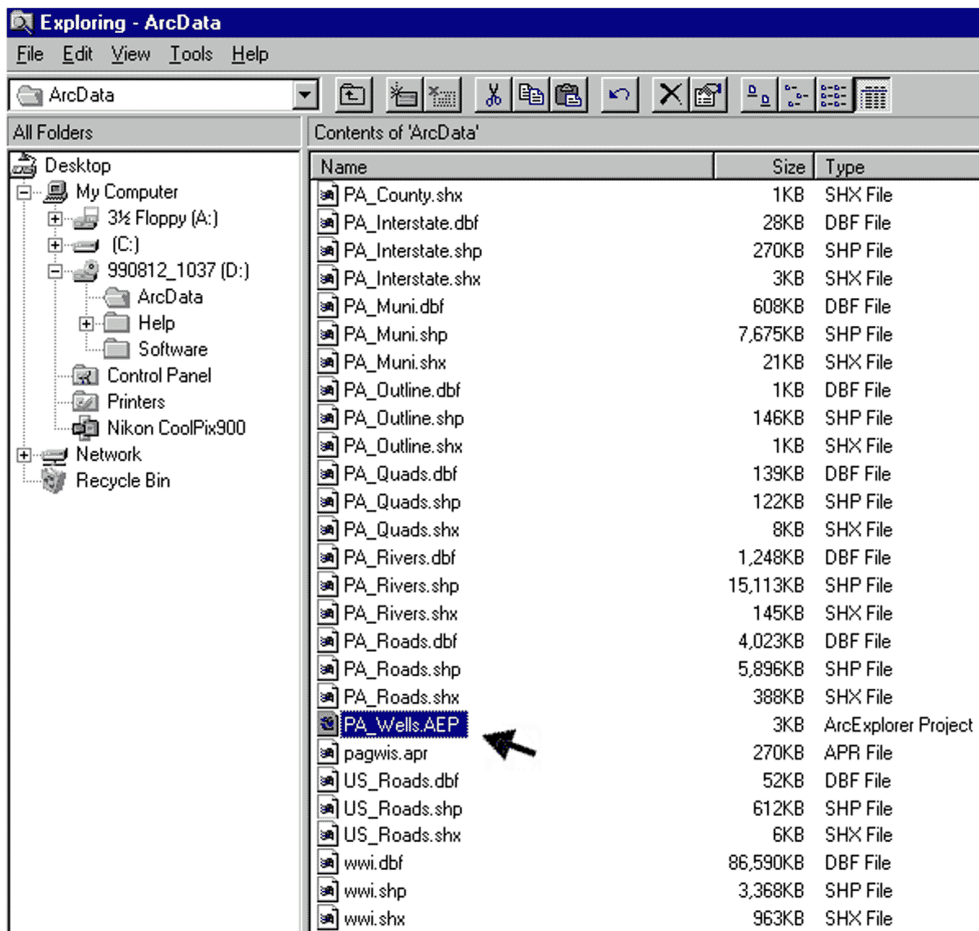 Exploring - ArcData
File Edit View Tools Help
ArcData
All Folders
Contents of 'ArcData'
Desktop
My Computer
3½ Floppy (A:)
(C:)
990812_1037 (D:)
ArcData
Help
Software
Control Panel
Printers
Nikon CoolPix900
Network
Recycle Bin
Name Size Type
PA_County.shx 1KB SHX File
PA_Interstate.dbf 28KB DBF File
PA_Interstate.shp 270KB SHP File
PA_Interstate.shx 3KB SHX File
PA_Muni.dbf 608KB DBF File
PA_Muni.shp 7,675KB SHP File
PA_Muni.shx 21KB SHX File
PA_Outline.dbf 1KB DBF File
PA_Outline.shp 146KB SHP File
PA_Outline.shx 1KB SHX File
PA_Quads.dbf 139KB DBF File
PA_Quads.shp 122KB SHP File
PA_Quads.shx 8KB SHX File
PA_Rivers.dbf 1,248KB DBF File
PA_Rivers.shp 15,113KB SHP File
PA_Rivers.shx 145KB SHX File
PA_Roads.dbf 4,023KB DBF File
PA_Roads.shp 5,896KB SHP File
PA_Roads.shx 388KB SHX File
PA_Wells.AEP 3KB ArcExplorer Project
pagwis.apr 270KB APR File
US_Roads.dbf 52KB DBF File
US_Roads.shp 612KB SHP File
US_Roads.shx 6KB SHX File
wwi.dbf 86,590KB DBF File
wwi.shp 3,368KB SHP File
wwi.shx 963KB SHX File